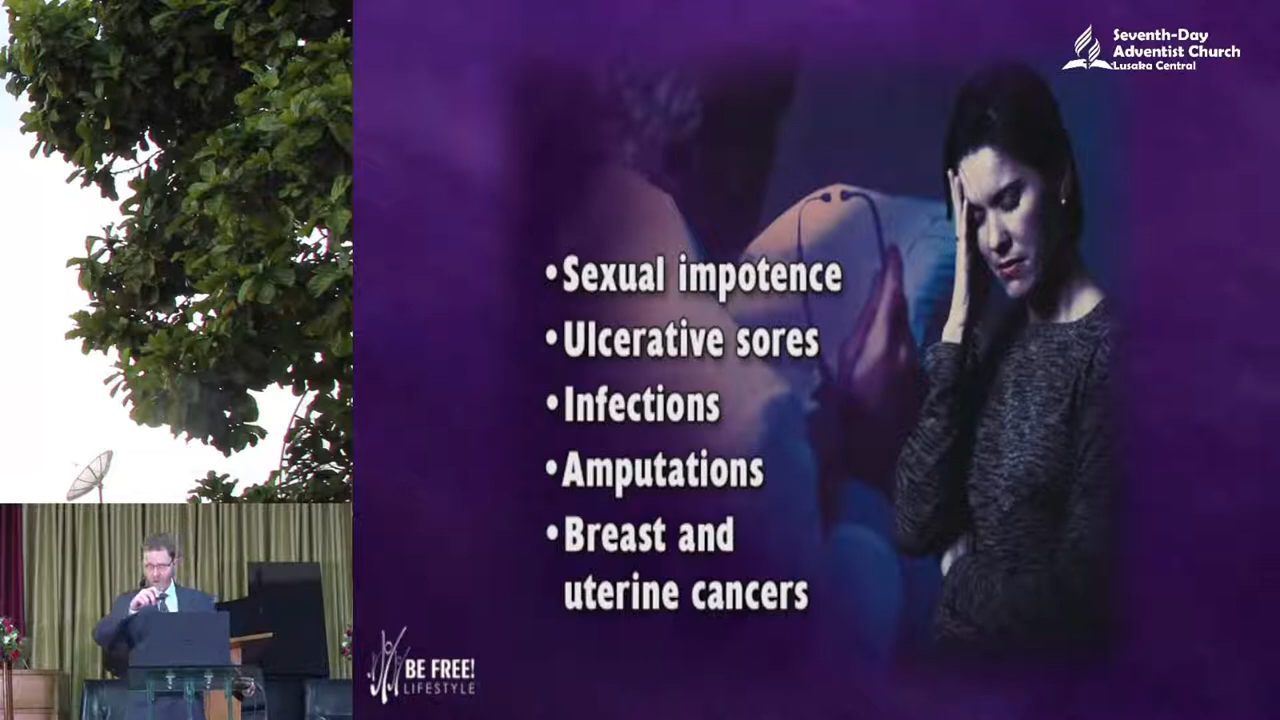 Seventh-Day
Adventist Church
Lusaka Central
•Sexual impotence
•Ulcerative sores
•Infections
•Amputations
•Breast and
uterine cancers
BE FREE!
LIFESTYLE